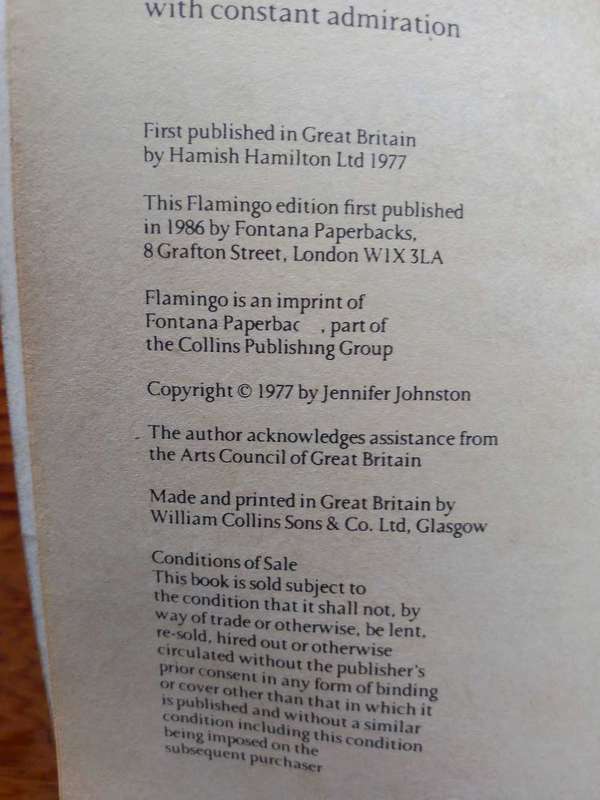 with constant admiration
First published in Great Britain
by Hamish Hamilton Ltd 1977
This Flamingo edition first published
in 1986 by Fontana Paperbacks,
8 Grafton Street, London W1X 3LA
Flamingo is an imprint of
Fontana Paperbac , part of
the Collins Publishing Group
Copyright © 1977 by Jennifer Johnston
The author acknowledges assistance from
the Arts Council of Great Britain
Made and printed in Great Britain by
William Collins Sons & Co. Ltd, Glasgow
Conditions of Sale
This book is sold subject to
the condition that it shall not, by
way of trade or otherwise, be lent,
re-sold, hired out or otherwise
circulated without the publisher's
prior consent in any form of binding
or cover other than that in which it
is published and without a similar
condition including this condition
being imposed on the
subsequent purchaser